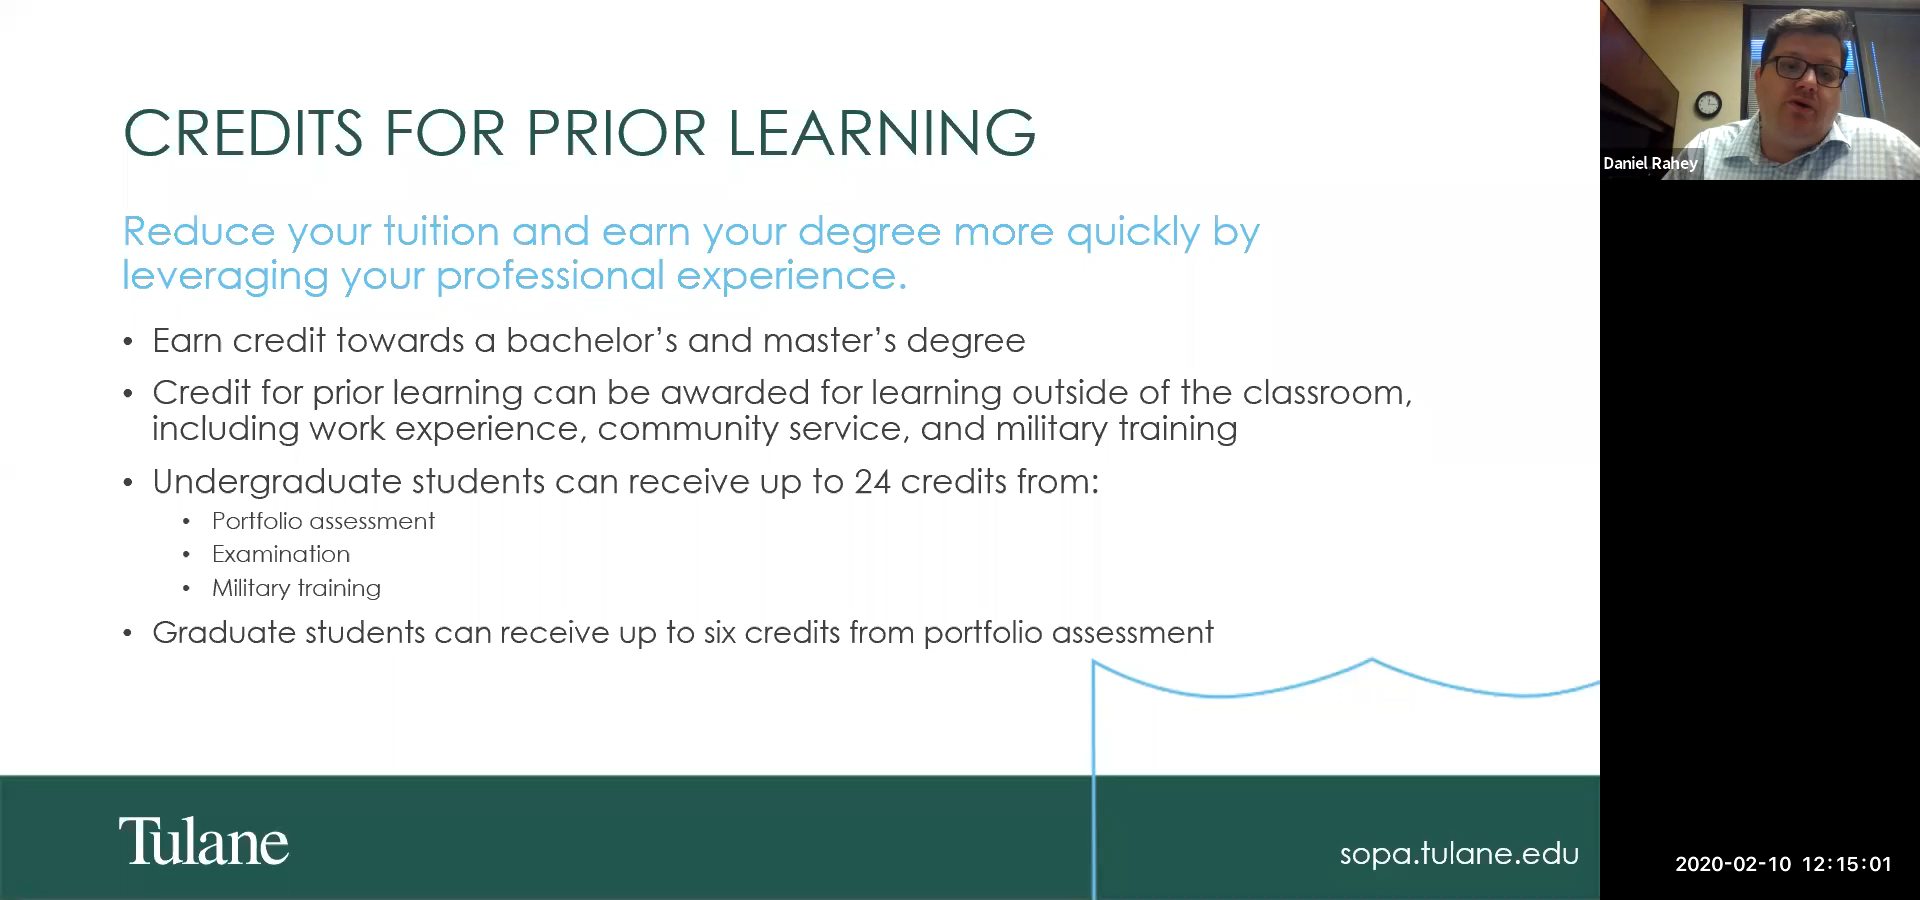 CREDITS FOR PRIOR LEARNING
Reduce your tuition and earn your degree more quickly by
leveraging your professional experience.
• Earn credit towards a bachelor’s and master’s degree
• Credit for prior learning can be awarded for learning outside of the classroom,
including work experience, community service, and military training
• Undergraduate students can receive up to 24 credits from:
• Portfolio assessment
• Examination
• Military training
• Graduate students can receive up to six credits from portfolio assessment
Tulane
sopa.tulane.edu
Daniel Rahey
2020-02-10 12:15:01